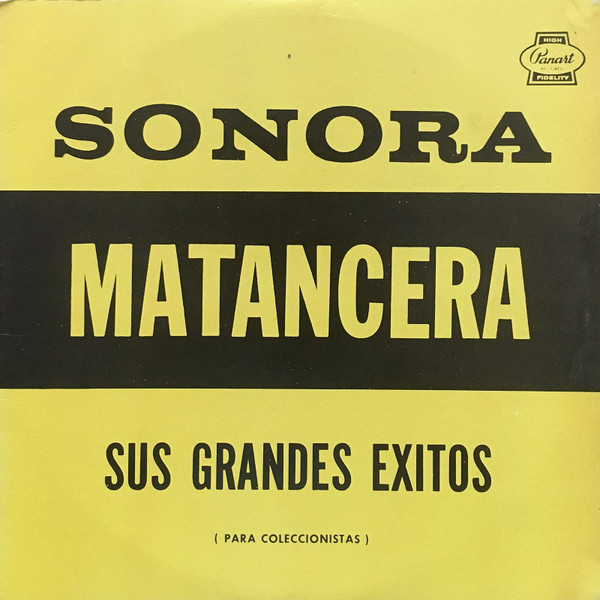 HIGH
Panart
FIDELITY
SONORA
MATANCERA
SUS GRANDES EXITOS
( PARA COLECCIONISTAS )